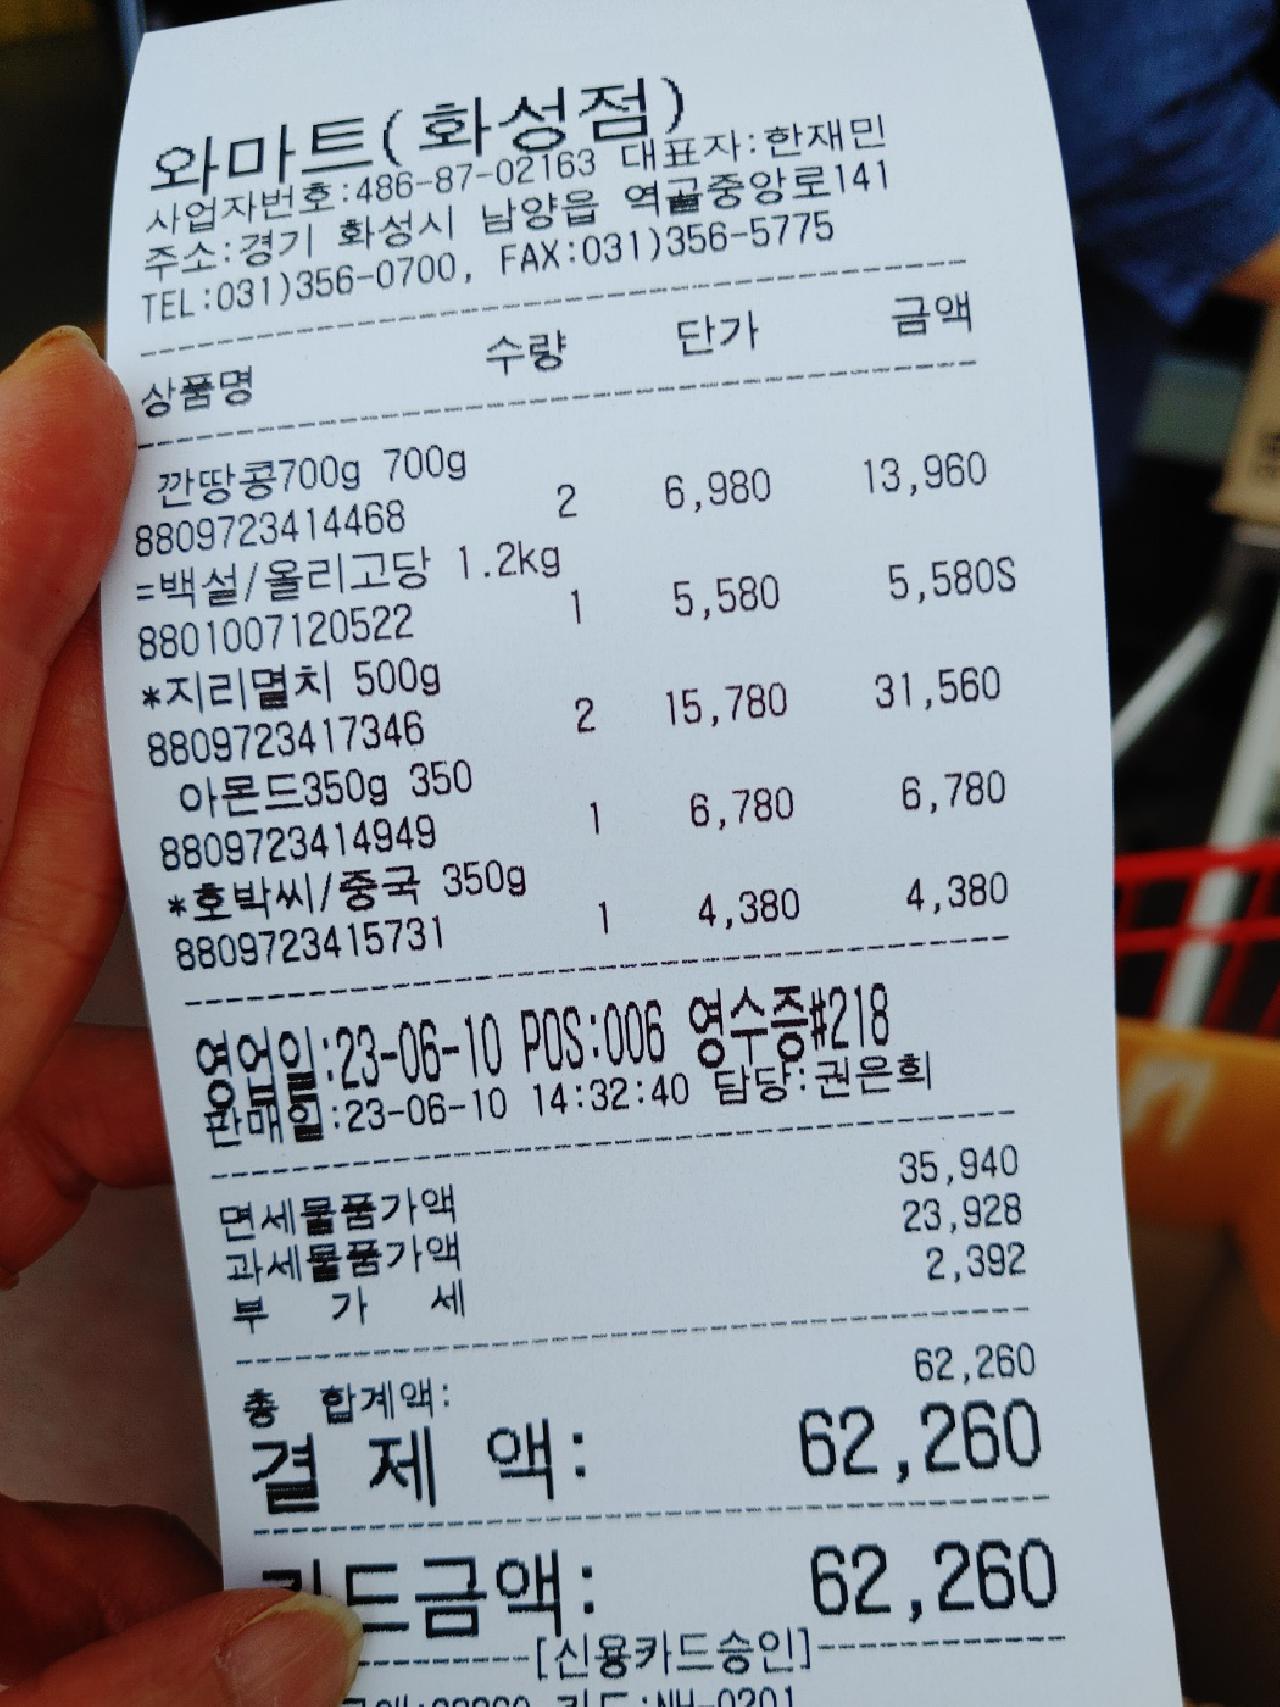 와마트(화성점)
사업자번호:486-87-02163 대표자:한재민
주소:경기 화성시 남양읍 역골중앙로141
TEL:031)356-0700, FAX:031)356-5775
상품명 수량 단가 금액
깐땅콩700g 700g
8809723414468 2 6,980 13,960
=백설/올리고당 1.2kg
8801007120522 1 5,580 5,580S
*지리멸치 500g
8809723417346 2 15,780 31,560
아몬드350g 350
8809723414949 1 6,780 6,780
*호박씨/중국 350g
8809723415731 1 4,380 4,380
영업일:23-06-10 POS:006 영수증#218
판매일:23-06-10 14:32:40 담당:권은희
면세물품가액 35,940
과세물품가액 23,928
부 가 세 2,392
총 합계액: 62,260
결 제 액: 62,260
카드금액: 62,260
[신용카드승인]